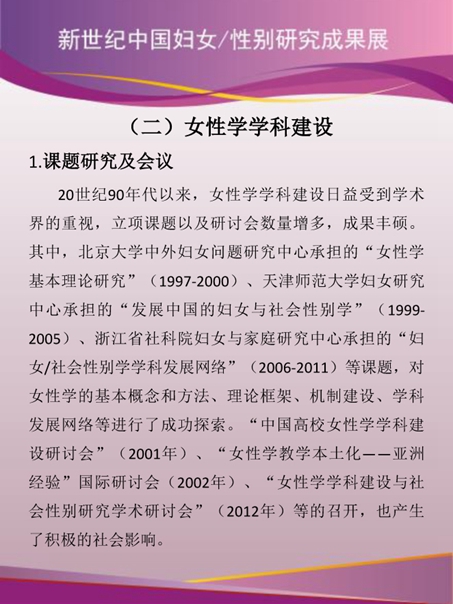 新世纪中国妇女/性别研究成果展
（二）女性学学科建设
1.课题研究及会议
20世纪90年代以来，女性学学科建设日益受到学术
界的重视，立项课题以及研讨会数量增多，成果丰硕。
其中，北京大学中外妇女问题研究中心承担的“女性学
基本理论研究”（1997-2000）、天津师范大学妇女研究
中心承担的“发展中国的妇女与社会性别学”（1999-
2005）、浙江省社科院妇女与家庭研究中心承担的“妇
女/社会性别学学科发展网络”（2006-2011）等课题，对
女性学的基本概念和方法、理论框架、机制建设、学科
发展网络等进行了成功探索。“中国高校女性学学科建
设研讨会”（2001年）、“女性学教学本土化——亚洲
经验”国际研讨会（2002年）、“女性学学科建设与社
会性别研究学术研讨会”（2012年）等的召开，也产生
了积极的社会影响。